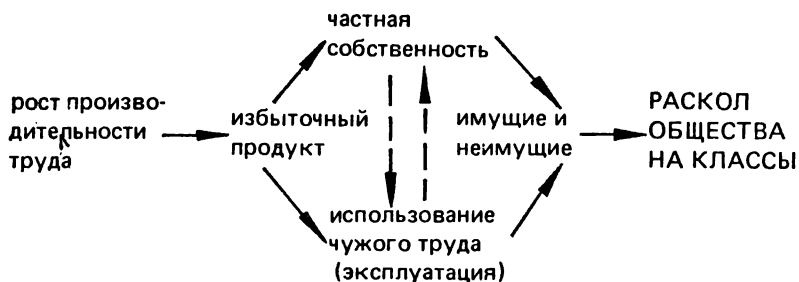 частная
собственность
рост произво-
дительности
труда
избыточный
продукт
имущие и
неимущие
РАСКОЛ
ОБЩЕСТВА
НА КЛАССЫ
использование
чужого труда
(эксплуатация)